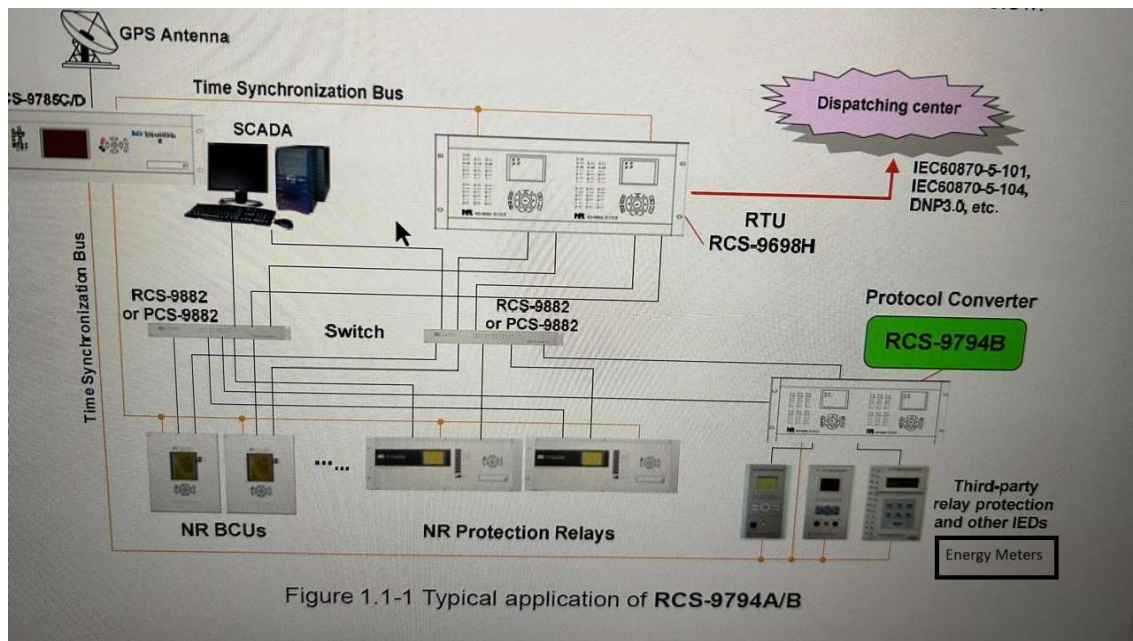 GPS Antenna
CS-9785C/D
Time Synchronization Bus
SCADA
Dispatching center
IEC60870-5-101,
IEC60870-5-104,
DNP3.0, etc.
RTU
RCS-9698H
Time Synchronization Bus
RCS-9882
or PCS-9882
Switch
RCS-9882
or PCS-9882
Protocol Converter
RCS-9794B
NR BCUs
......
NR Protection Relays
Third-party
relay protection
and other IEDs
Energy Meters
Figure 1.1-1 Typical application of RCS-9794A/B